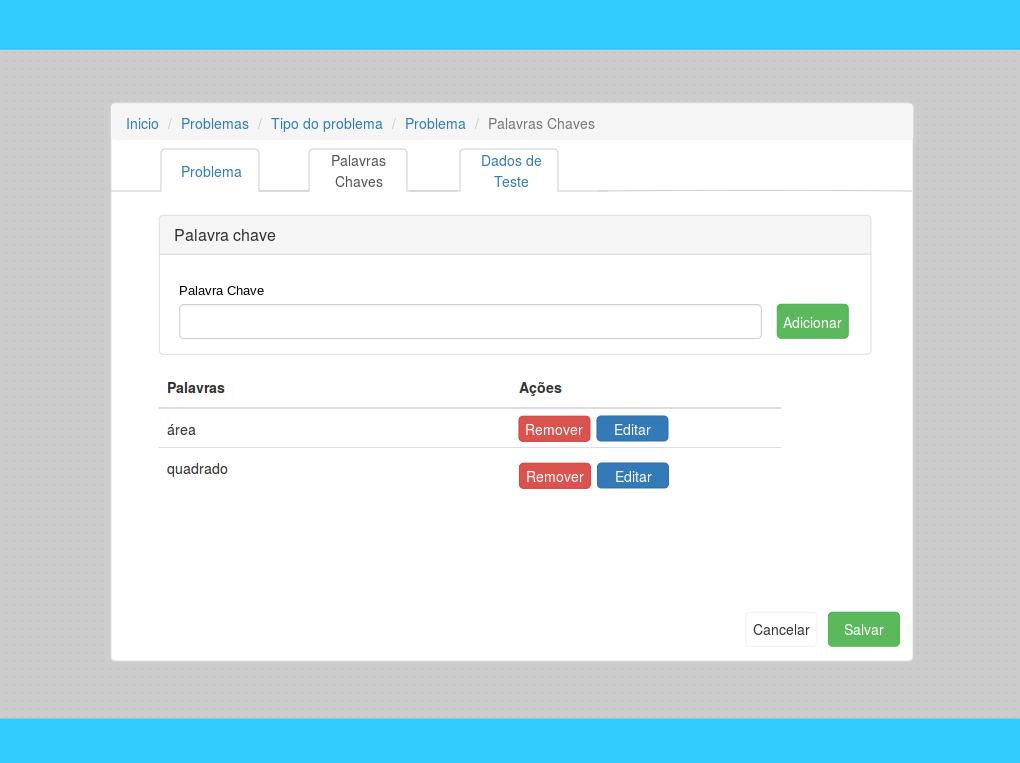 Inicio / Problemas / Tipo do problema / Problema / Palavras Chaves
Problema
Palavras
Chaves
Dados de
Teste
Palavra chave
Palavra Chave
Adicionar
Palavras Ações
área Remover Editar
quadrado Remover Editar
Cancelar Salvar